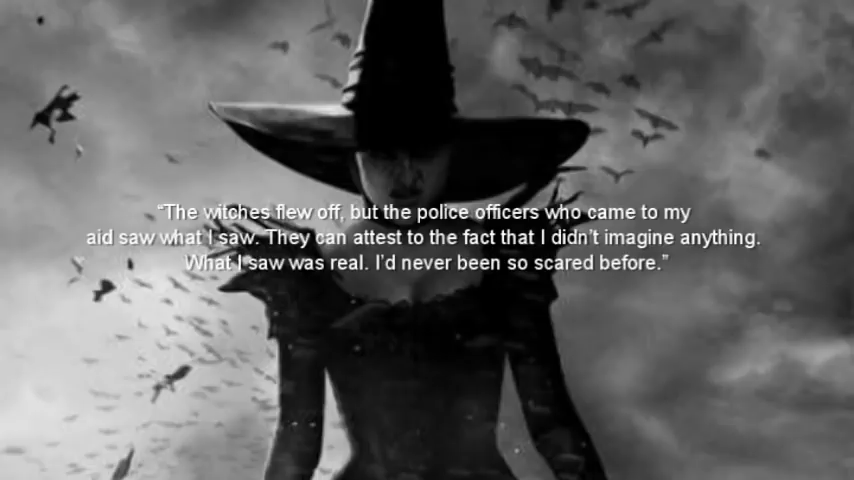 “The witches flew off, but the police officers who came to my
aid saw what I saw. They can attest to the fact that I didn’t imagine anything.
What I saw was real. I’d never been so scared before.”